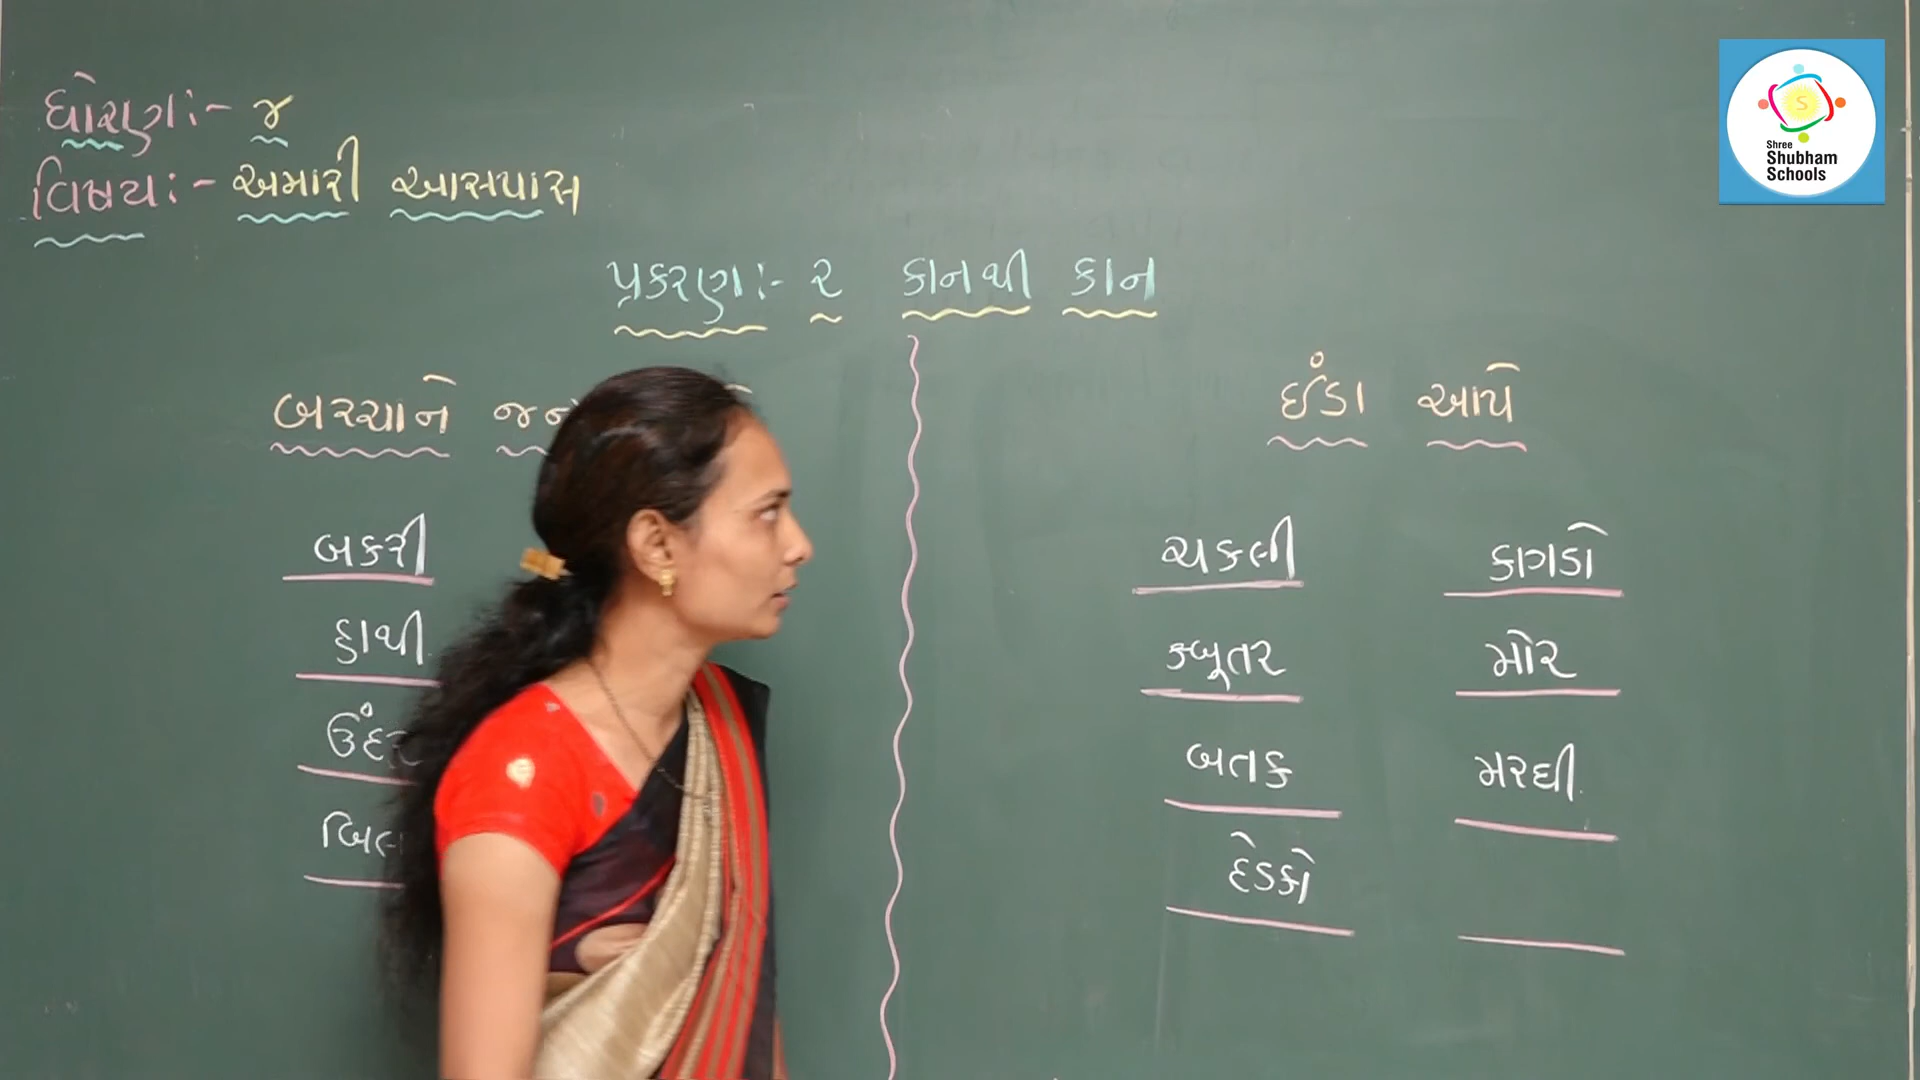 ધોરણઃ- ૪
વિષયઃ- અમારી આસપાસ
પ્રકરણઃ- ૨ કાનથી કાન
બચ્ચાને
ઈંડા આપે
બકરી
હાથી
ચકલી
કબૂતર
બતક
દેડકો
કાગડો
મોર
મરઘી
Shree
Shubham
Schools